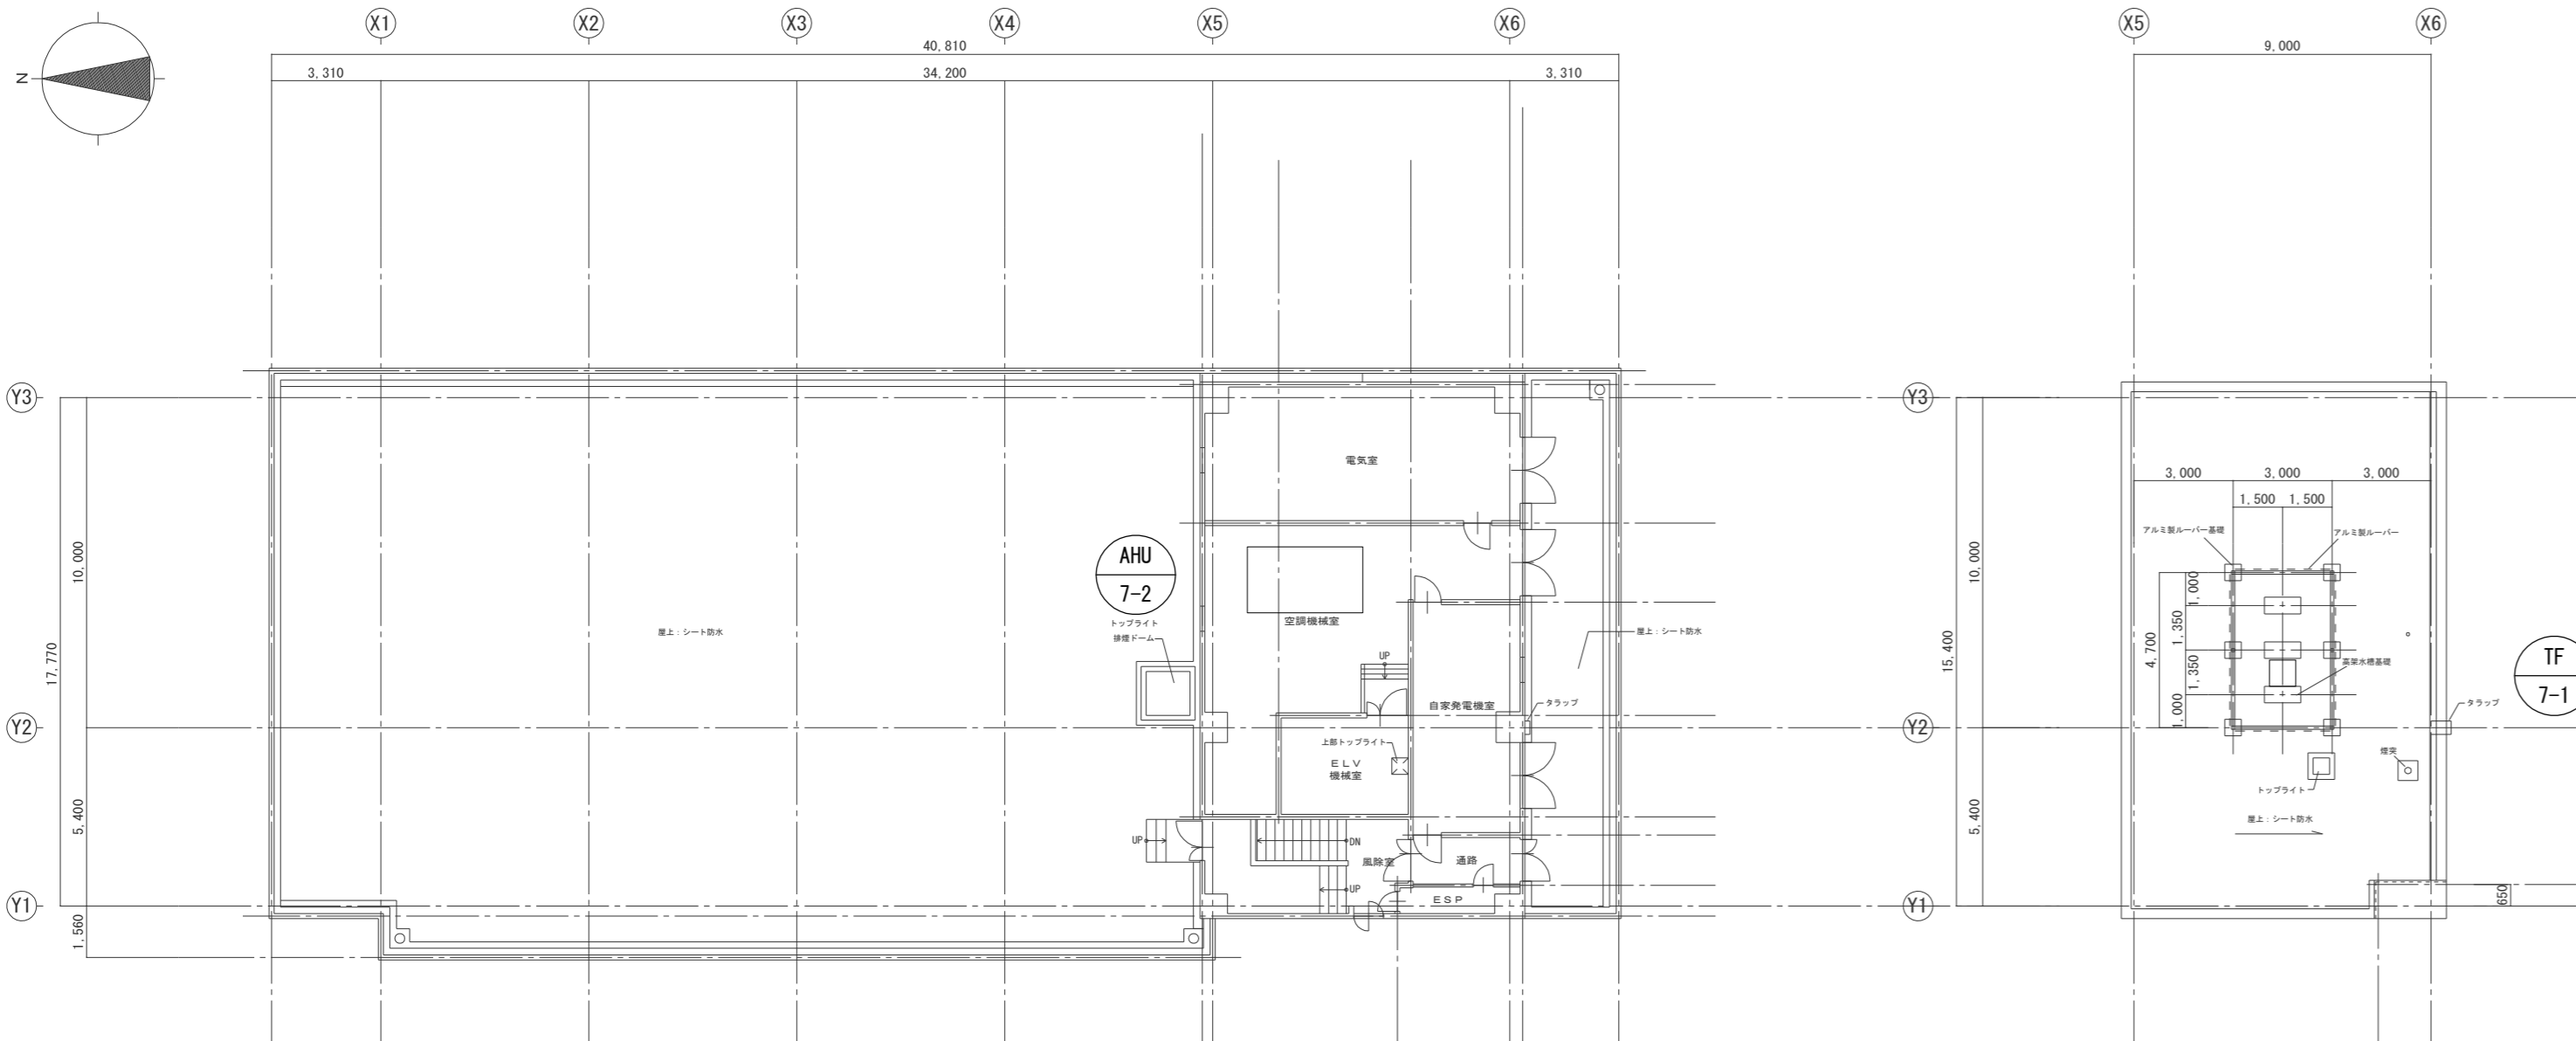 N
X1
X2
X3
X4
X5
X6
40,810
3,310
34,200
3,310
Y3
Y2
Y1
17,770
10,000
5,400
1,560
屋上：シート防水
AHU
7-2
トップライト
排煙ドーム
電気室
空調機械室
UP
自家発電機室
タラップ
屋上：シート防水
上部トップライト
ＥＬＶ
機械室
UP
DN
UP
風除室
通路
ＥＳＰ
X5
X6
9,000
Y3
Y2
Y1
15,400
10,000
5,400
3,000
3,000
3,000
1,500
1,500
アルミ製ルーバー基礎
アルミ製ルーバー
4,700
1,000
1,350
1,350
1,000
高架水槽基礎
TF
7-1
タラップ
煙突
トップライト
屋上：シート防水
650